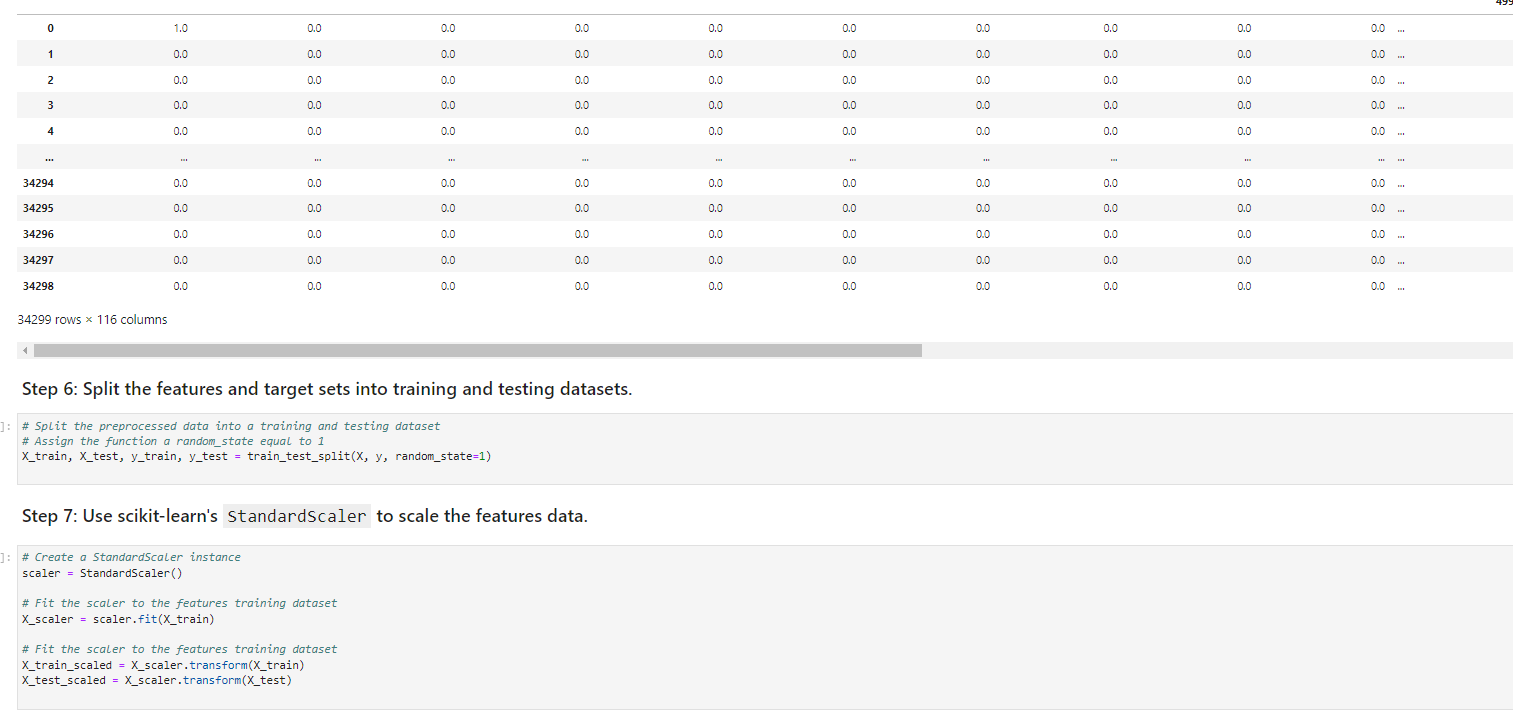 499
0 1.0 0.0 0.0 0.0 0.0 0.0 0.0 0.0 0.0 0.0 ...
1 0.0 0.0 0.0 0.0 0.0 0.0 0.0 0.0 0.0 0.0 ...
2 0.0 0.0 0.0 0.0 0.0 0.0 0.0 0.0 0.0 0.0 ...
3 0.0 0.0 0.0 0.0 0.0 0.0 0.0 0.0 0.0 0.0 ...
4 0.0 0.0 0.0 0.0 0.0 0.0 0.0 0.0 0.0 0.0 ...
... ... ... ... ... ... ... ... ... ... ... ...
34294 0.0 0.0 0.0 0.0 0.0 0.0 0.0 0.0 0.0 0.0 ...
34295 0.0 0.0 0.0 0.0 0.0 0.0 0.0 0.0 0.0 0.0 ...
34296 0.0 0.0 0.0 0.0 0.0 0.0 0.0 0.0 0.0 0.0 ...
34297 0.0 0.0 0.0 0.0 0.0 0.0 0.0 0.0 0.0 0.0 ...
34298 0.0 0.0 0.0 0.0 0.0 0.0 0.0 0.0 0.0 0.0 ...
34299 rows × 116 columns
Step 6: Split the features and target sets into training and testing datasets.
]: # Split the preprocessed data into a training and testing dataset
# Assign the function a random_state equal to 1
X_train, X_test, y_train, y_test = train_test_split(X, y, random_state=1)
Step 7: Use scikit-learn's StandardScaler to scale the features data.
]: # Create a StandardScaler instance
scaler = StandardScaler()
# Fit the scaler to the features training dataset
X_scaler = scaler.fit(X_train)
# Fit the scaler to the features training dataset
X_train_scaled = X_scaler.transform(X_train)
X_test_scaled = X_scaler.transform(X_test)